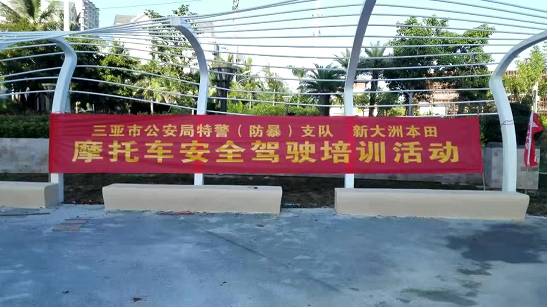 三亚市公安局特警（防暴）支队 新大洲本田
摩托车安全驾驶培训活动